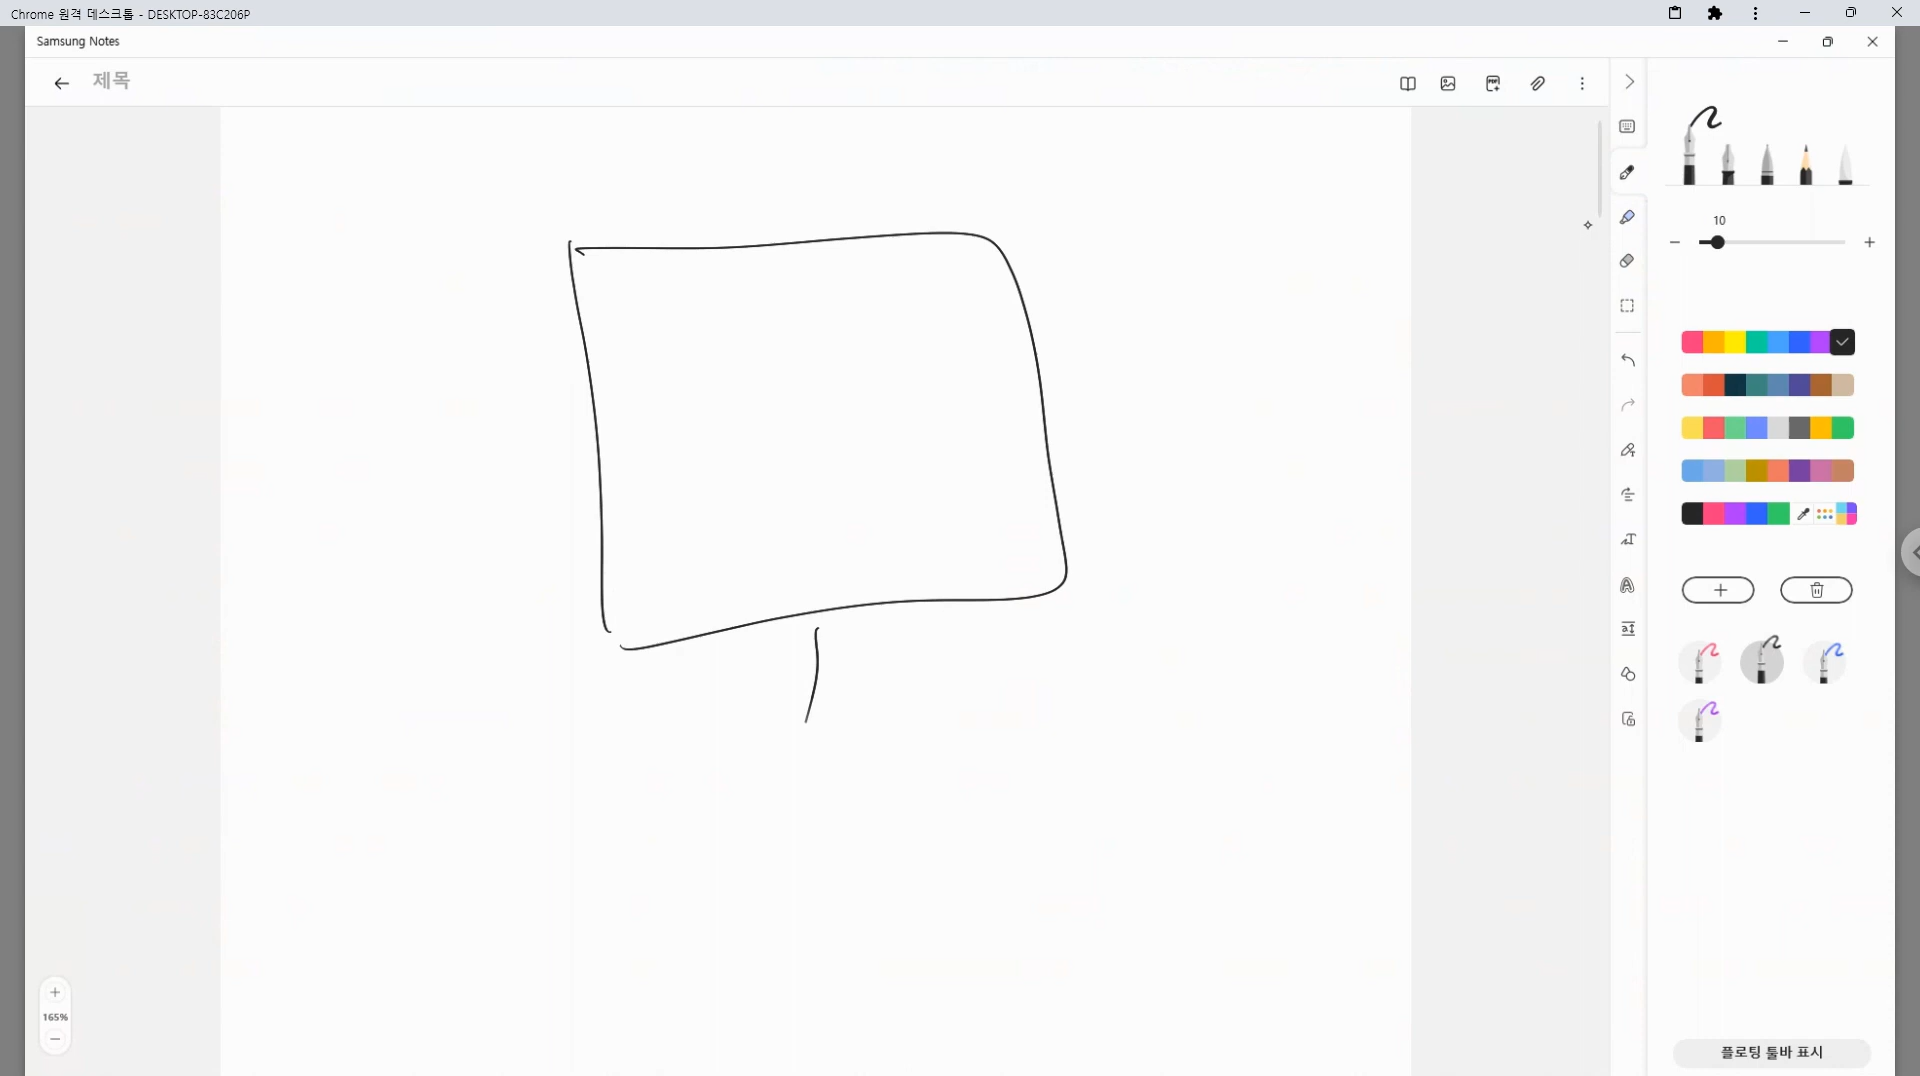 Chrome 원격 데스크톱 - DESKTOP-83C206P
Samsung Notes
제목
10
165%
플로팅 툴바 표시